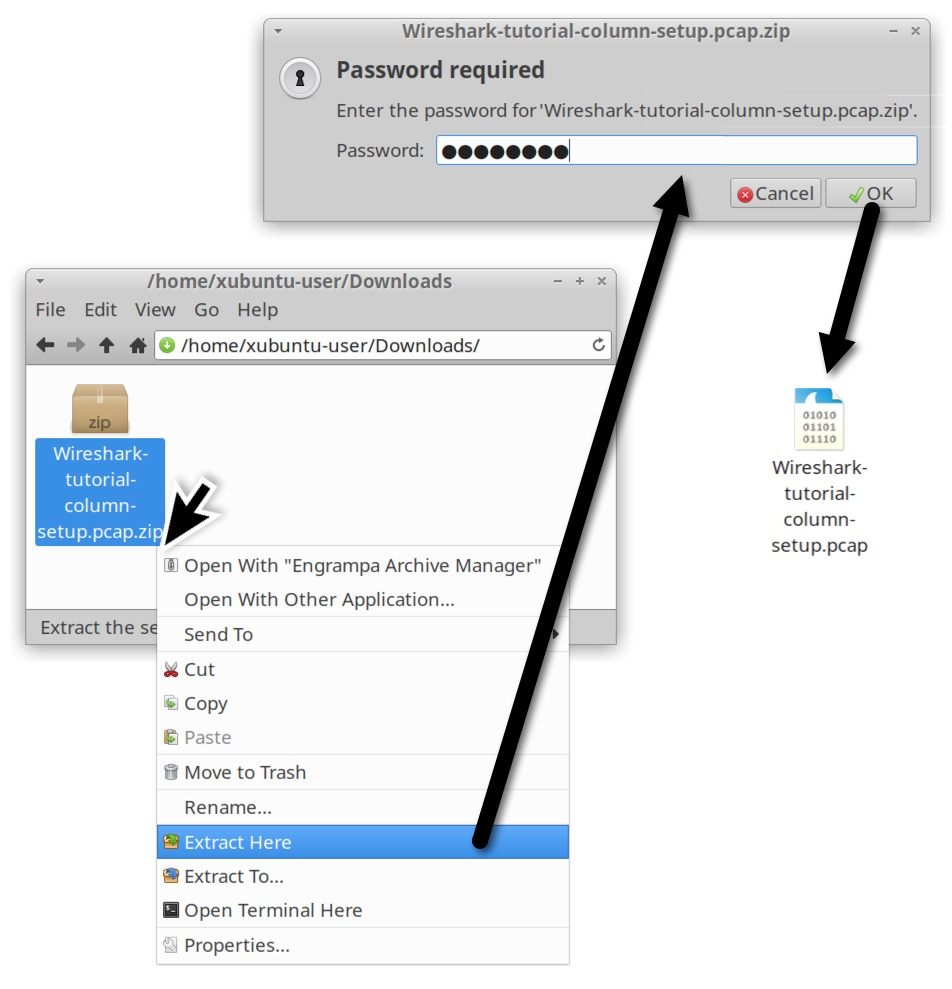 Wireshark-tutorial-column-setup.pcap.zip
Password required
Enter the password for 'Wireshark-tutorial-column-setup.pcap.zip'.
Password: ●●●●●●●●
Cancel OK
/home/xubuntu-user/Downloads
File Edit View Go Help
/home/xubuntu-user/Downloads/
zip
Wireshark-
tutorial-
column-
setup.pcap.zip
01010
01101
01110
Wireshark-
tutorial-
column-
setup.pcap
Extract the se
Open With "Engrampa Archive Manager"
Open With Other Application...
Send To
Cut
Copy
Paste
Move to Trash
Rename...
Extract Here
Extract To...
Open Terminal Here
Properties...